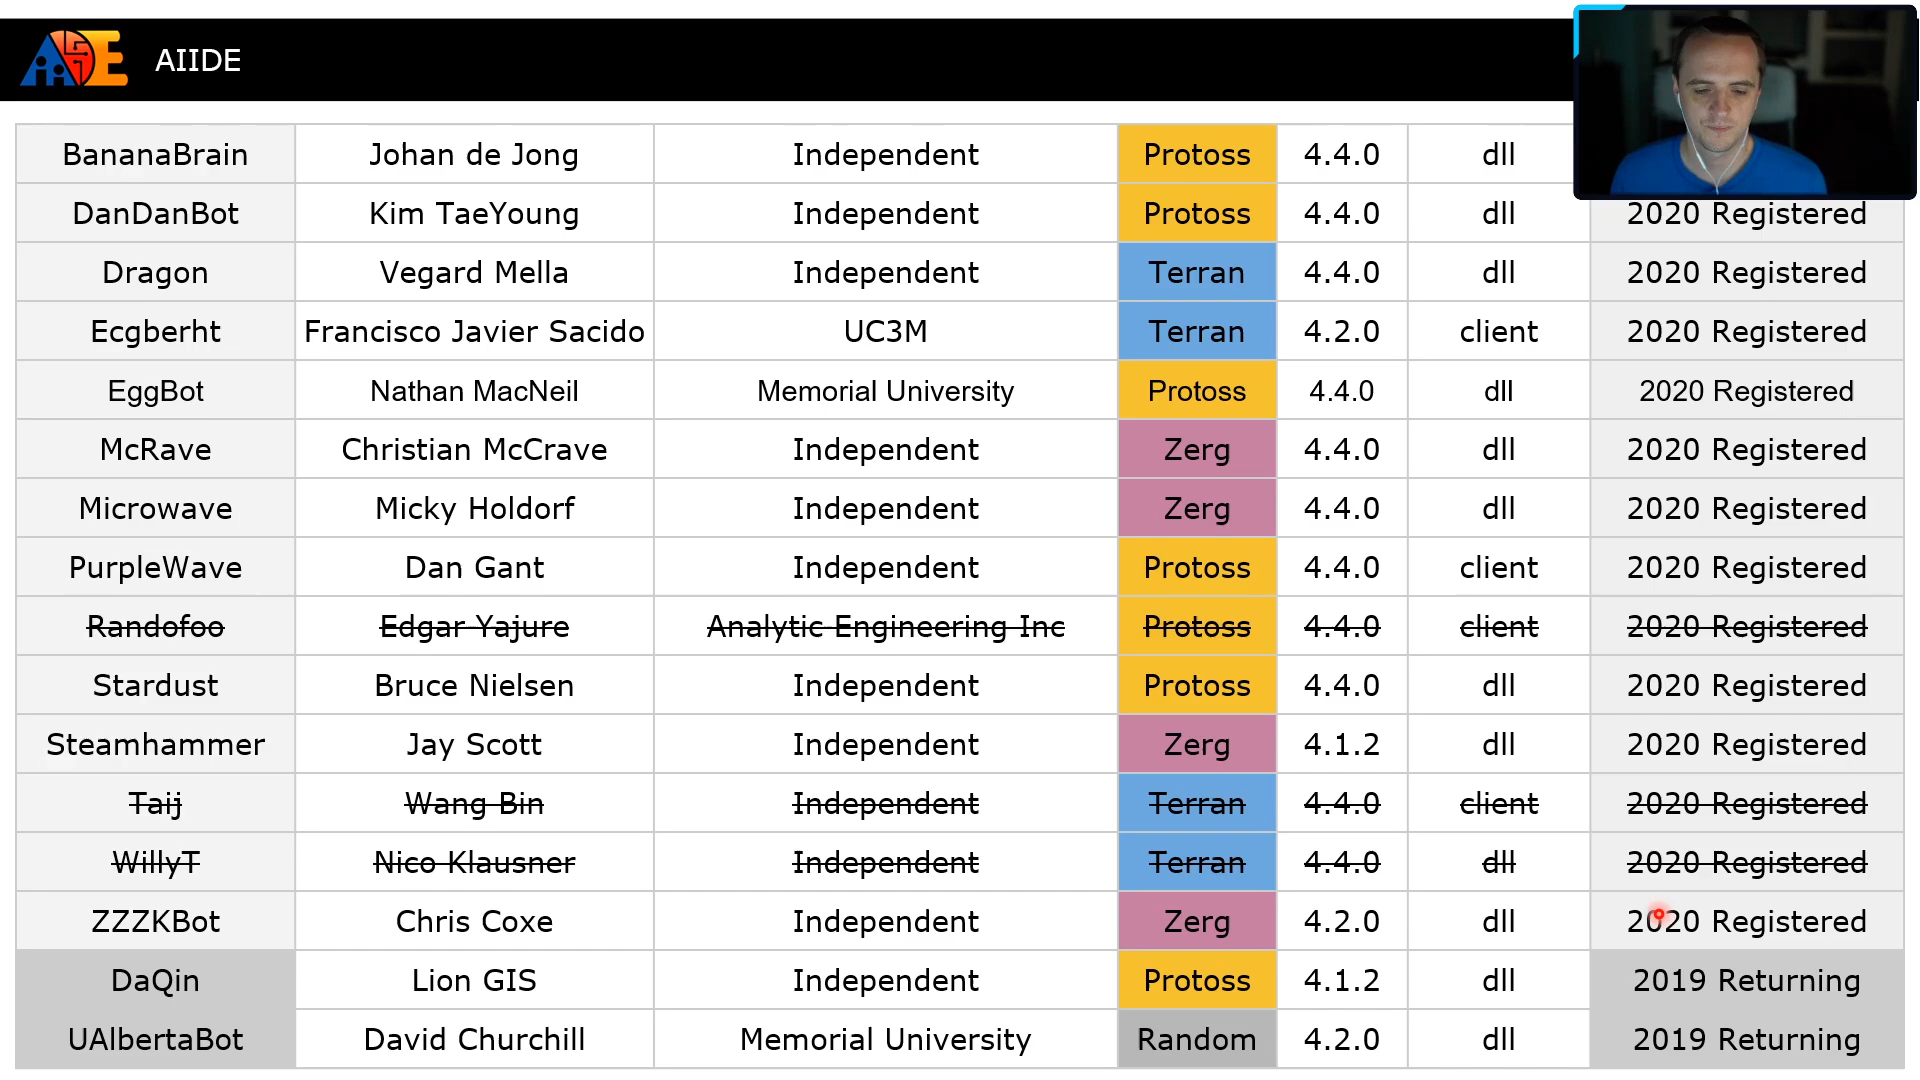 AIIDE
BananaBrain Johan de Jong Independent Protoss 4.4.0 dll
DanDanBot Kim TaeYoung Independent Protoss 4.4.0 dll 2020 Registered
Dragon Vegard Mella Independent Terran 4.4.0 dll 2020 Registered
Ecgberht Francisco Javier Sacido UC3M Terran 4.2.0 client 2020 Registered
EggBot Nathan MacNeil Memorial University Protoss 4.4.0 dll 2020 Registered
McRave Christian McCrave Independent Zerg 4.4.0 dll 2020 Registered
Microwave Micky Holdorf Independent Zerg 4.4.0 dll 2020 Registered
PurpleWave Dan Gant Independent Protoss 4.4.0 client 2020 Registered
Randofoo Edgar Yajure Analytic Engineering Inc Protoss 4.4.0 client 2020 Registered
Stardust Bruce Nielsen Independent Protoss 4.4.0 dll 2020 Registered
Steamhammer Jay Scott Independent Zerg 4.1.2 dll 2020 Registered
Taij Wang Bin Independent Terran 4.4.0 client 2020 Registered
WillyT Nico Klausner Independent Terran 4.4.0 dll 2020 Registered
ZZZKBot Chris Coxe Independent Zerg 4.2.0 dll 2020 Registered
DaQin Lion GIS Independent Protoss 4.1.2 dll 2019 Returning
UAlbertaBot David Churchill Memorial University Random 4.2.0 dll 2019 Returning